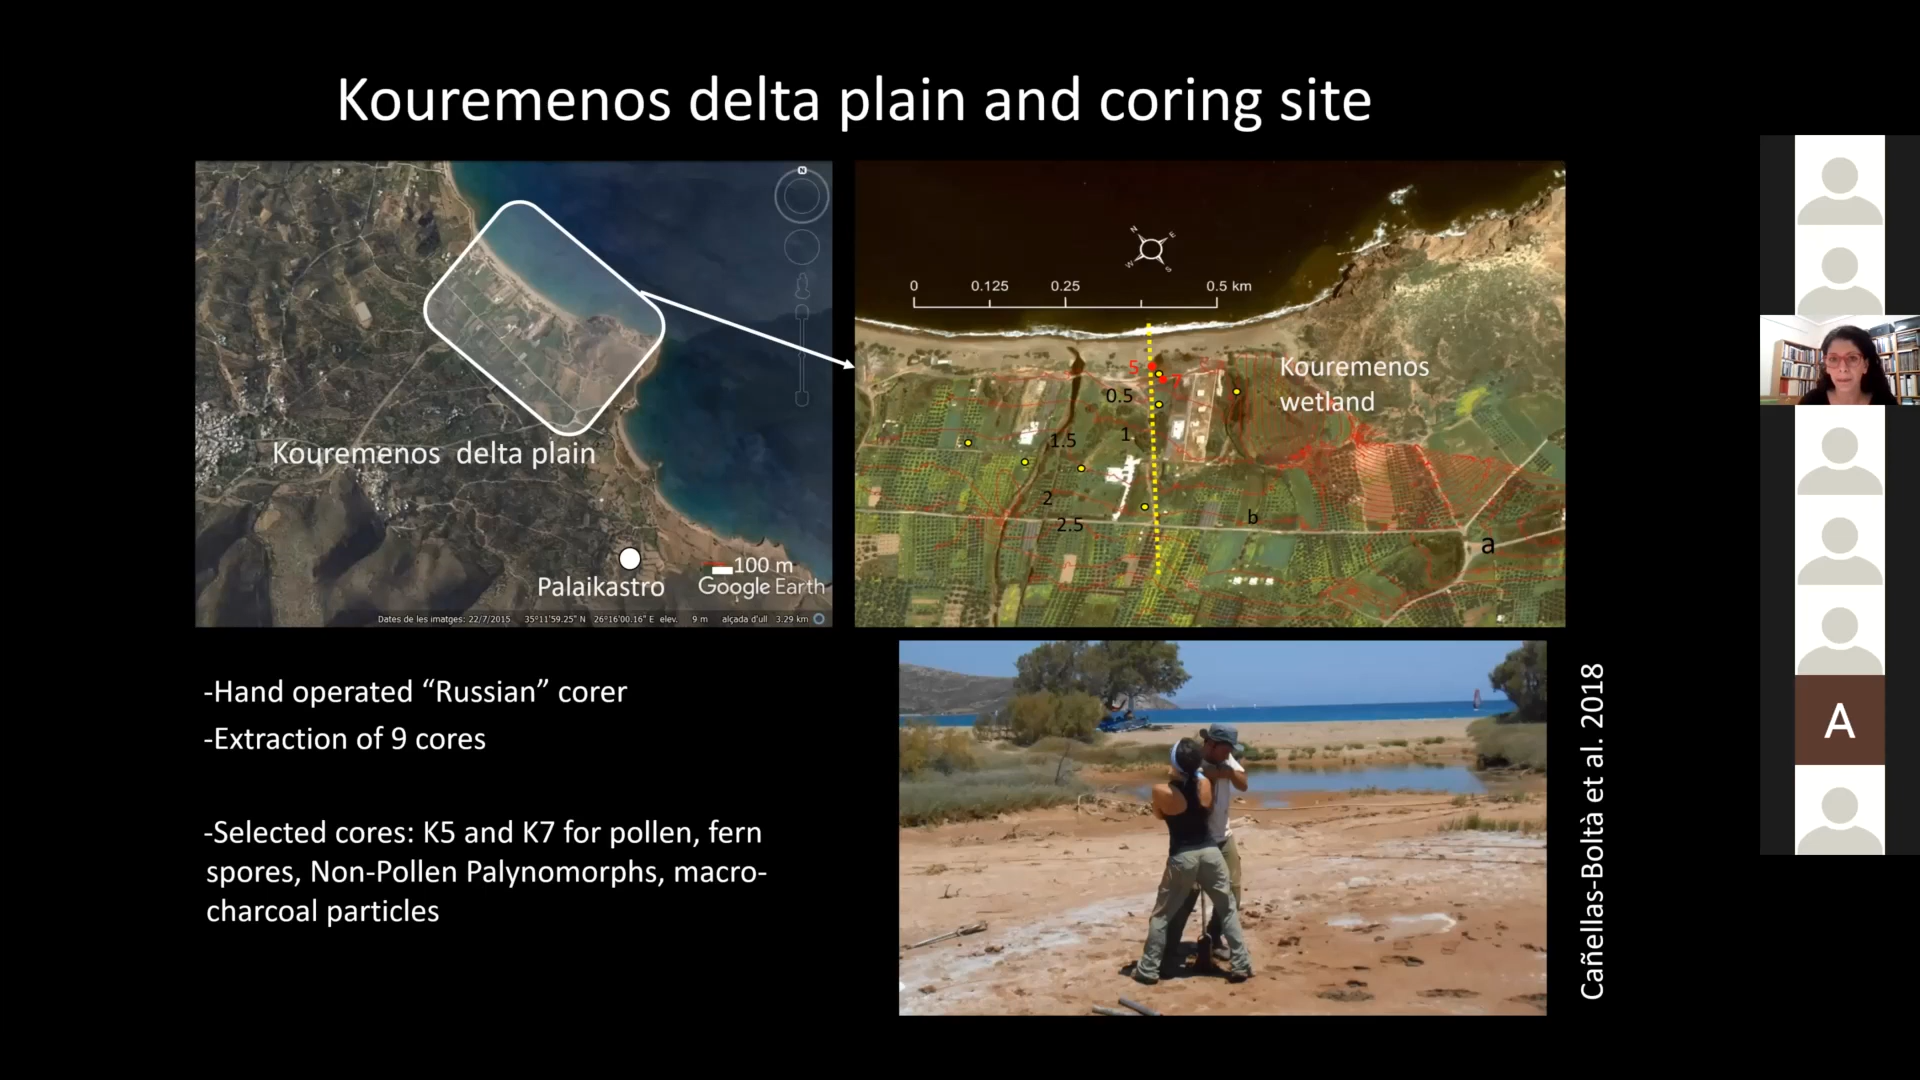 Kouremenos delta plain and coring site
N
Kouremenos delta plain
Palaikastro
100 m
Google Earth
Dates de les imatges: 22/7/2015 35°11'59.25" N 26°16'00.16" E elev. 9 m alçada d'ull 3.29 km
N
E
W
S
0 0.125 0.25 0.5 km
5
7
0.5
1
1.5
2
2.5
b
a
Kouremenos
wetland
-Hand operated “Russian” corer
-Extraction of 9 cores
-Selected cores: K5 and K7 for pollen, fern
spores, Non-Pollen Palynomorphs, macro-
charcoal particles
Cañellas-Boltà et al. 2018
A